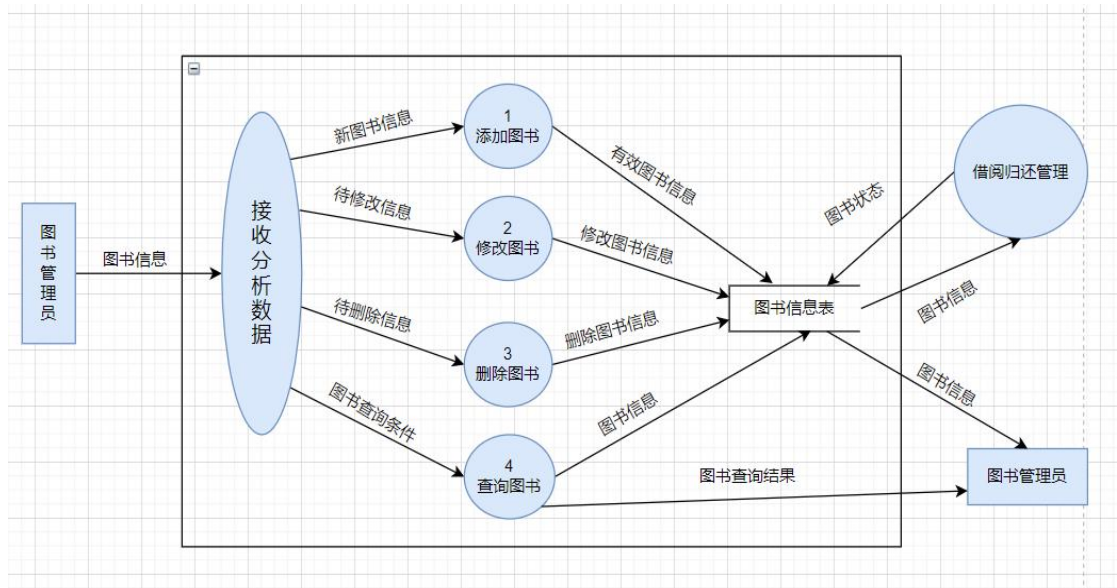 图书管理员
图书信息
接收分析数据
新图书信息
待修改信息
待删除信息
图书查询条件
1
添加图书
2
修改图书
3
删除图书
4
查询图书
有效图书信息
修改图书信息
删除图书信息
图书信息
图书查询结果
图书信息表
图书状态
借阅归还管理
图书信息
图书信息
图书管理员